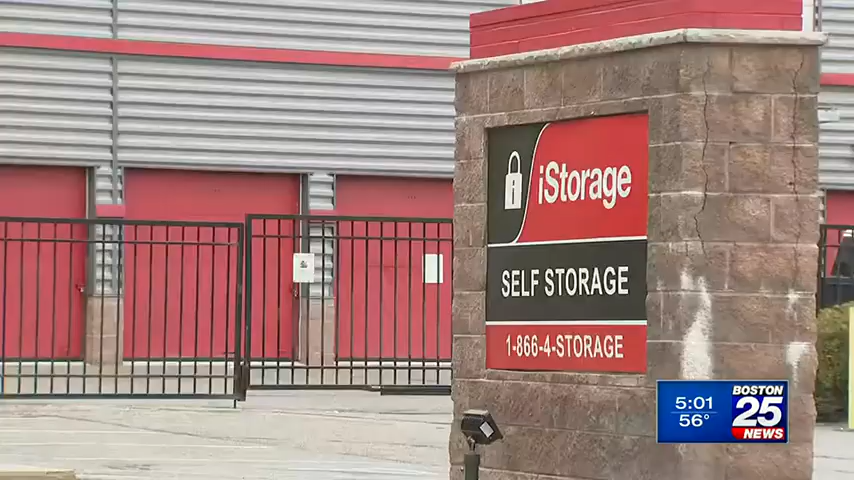 iStorage
SELF STORAGE
1-866-4-STORAGE
5:01
56°
BOSTON
25
NEWS